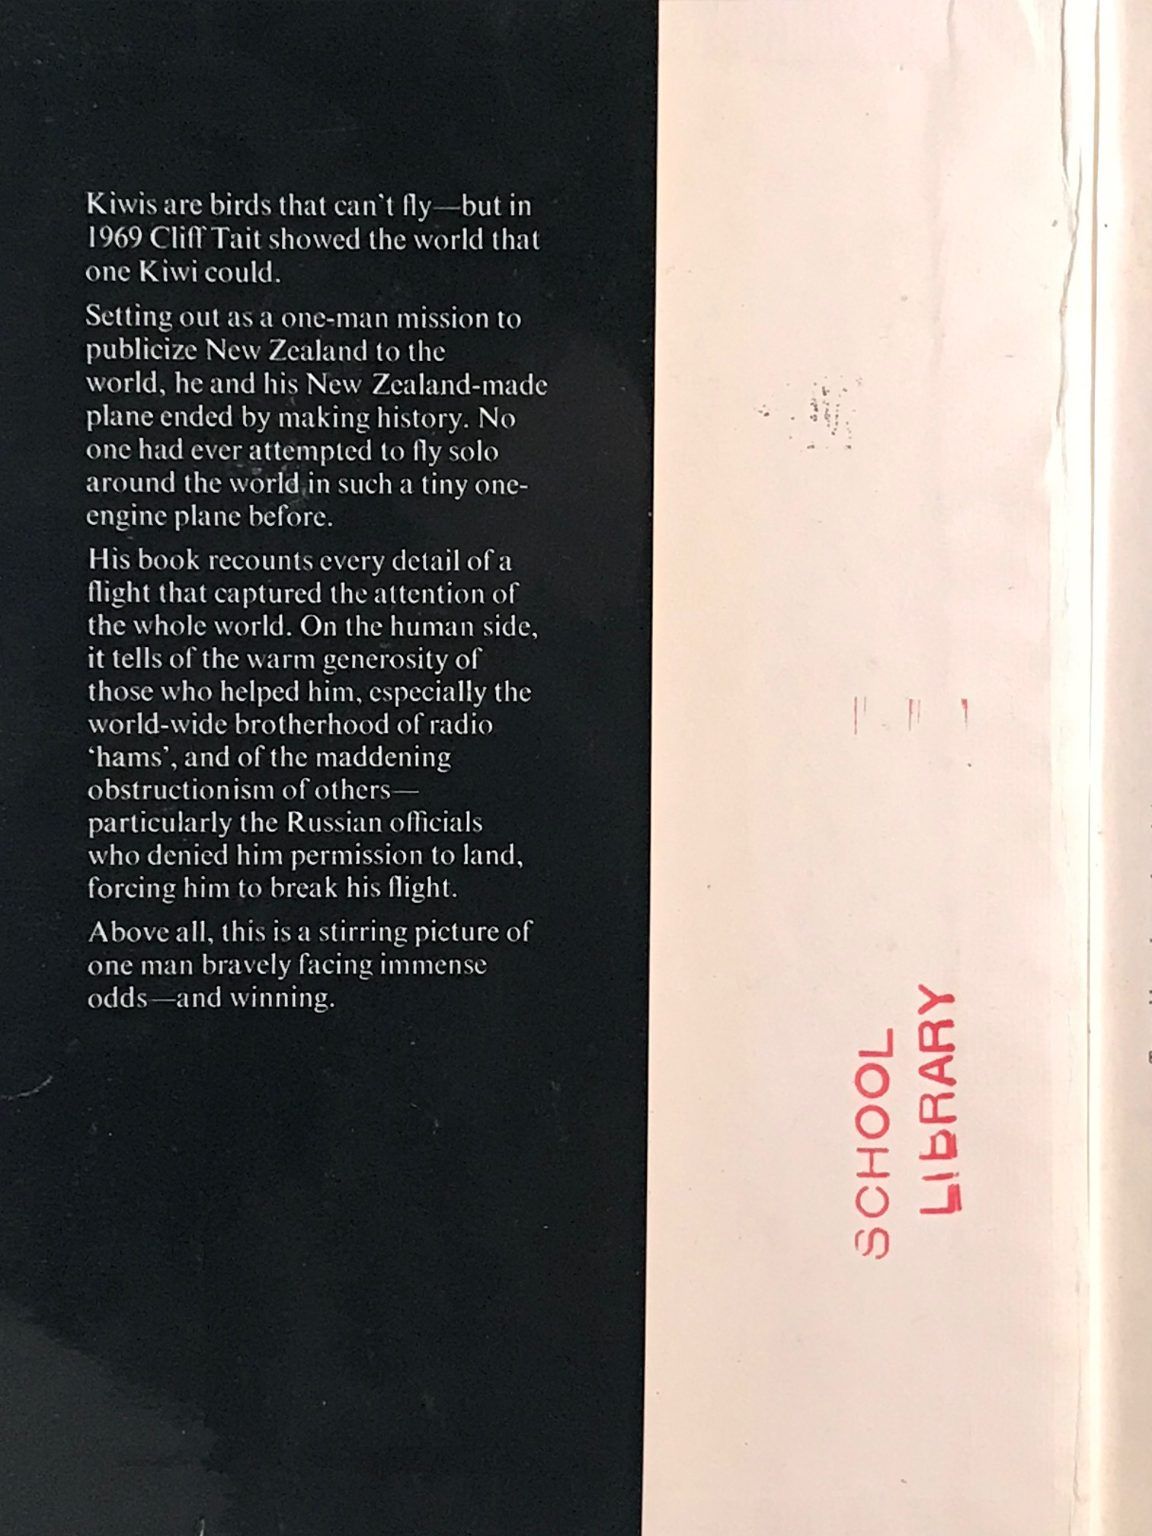 Kiwis are birds that can't fly—but in
1969 Cliff Tait showed the world that
one Kiwi could.
Setting out as a one-man mission to
publicize New Zealand to the
world, he and his New Zealand-made
plane ended by making history. No
one had ever attempted to fly solo
around the world in such a tiny one-
engine plane before.
His book recounts every detail of a
flight that captured the attention of
the whole world. On the human side,
it tells of the warm generosity of
those who helped him, especially the
world-wide brotherhood of radio
‘hams’, and of the maddening
obstructionism of others—
particularly the Russian officials
who denied him permission to land,
forcing him to break his flight.
Above all, this is a stirring picture of
one man bravely facing immense
odds—and winning.
SCHOOL
LIBRARY